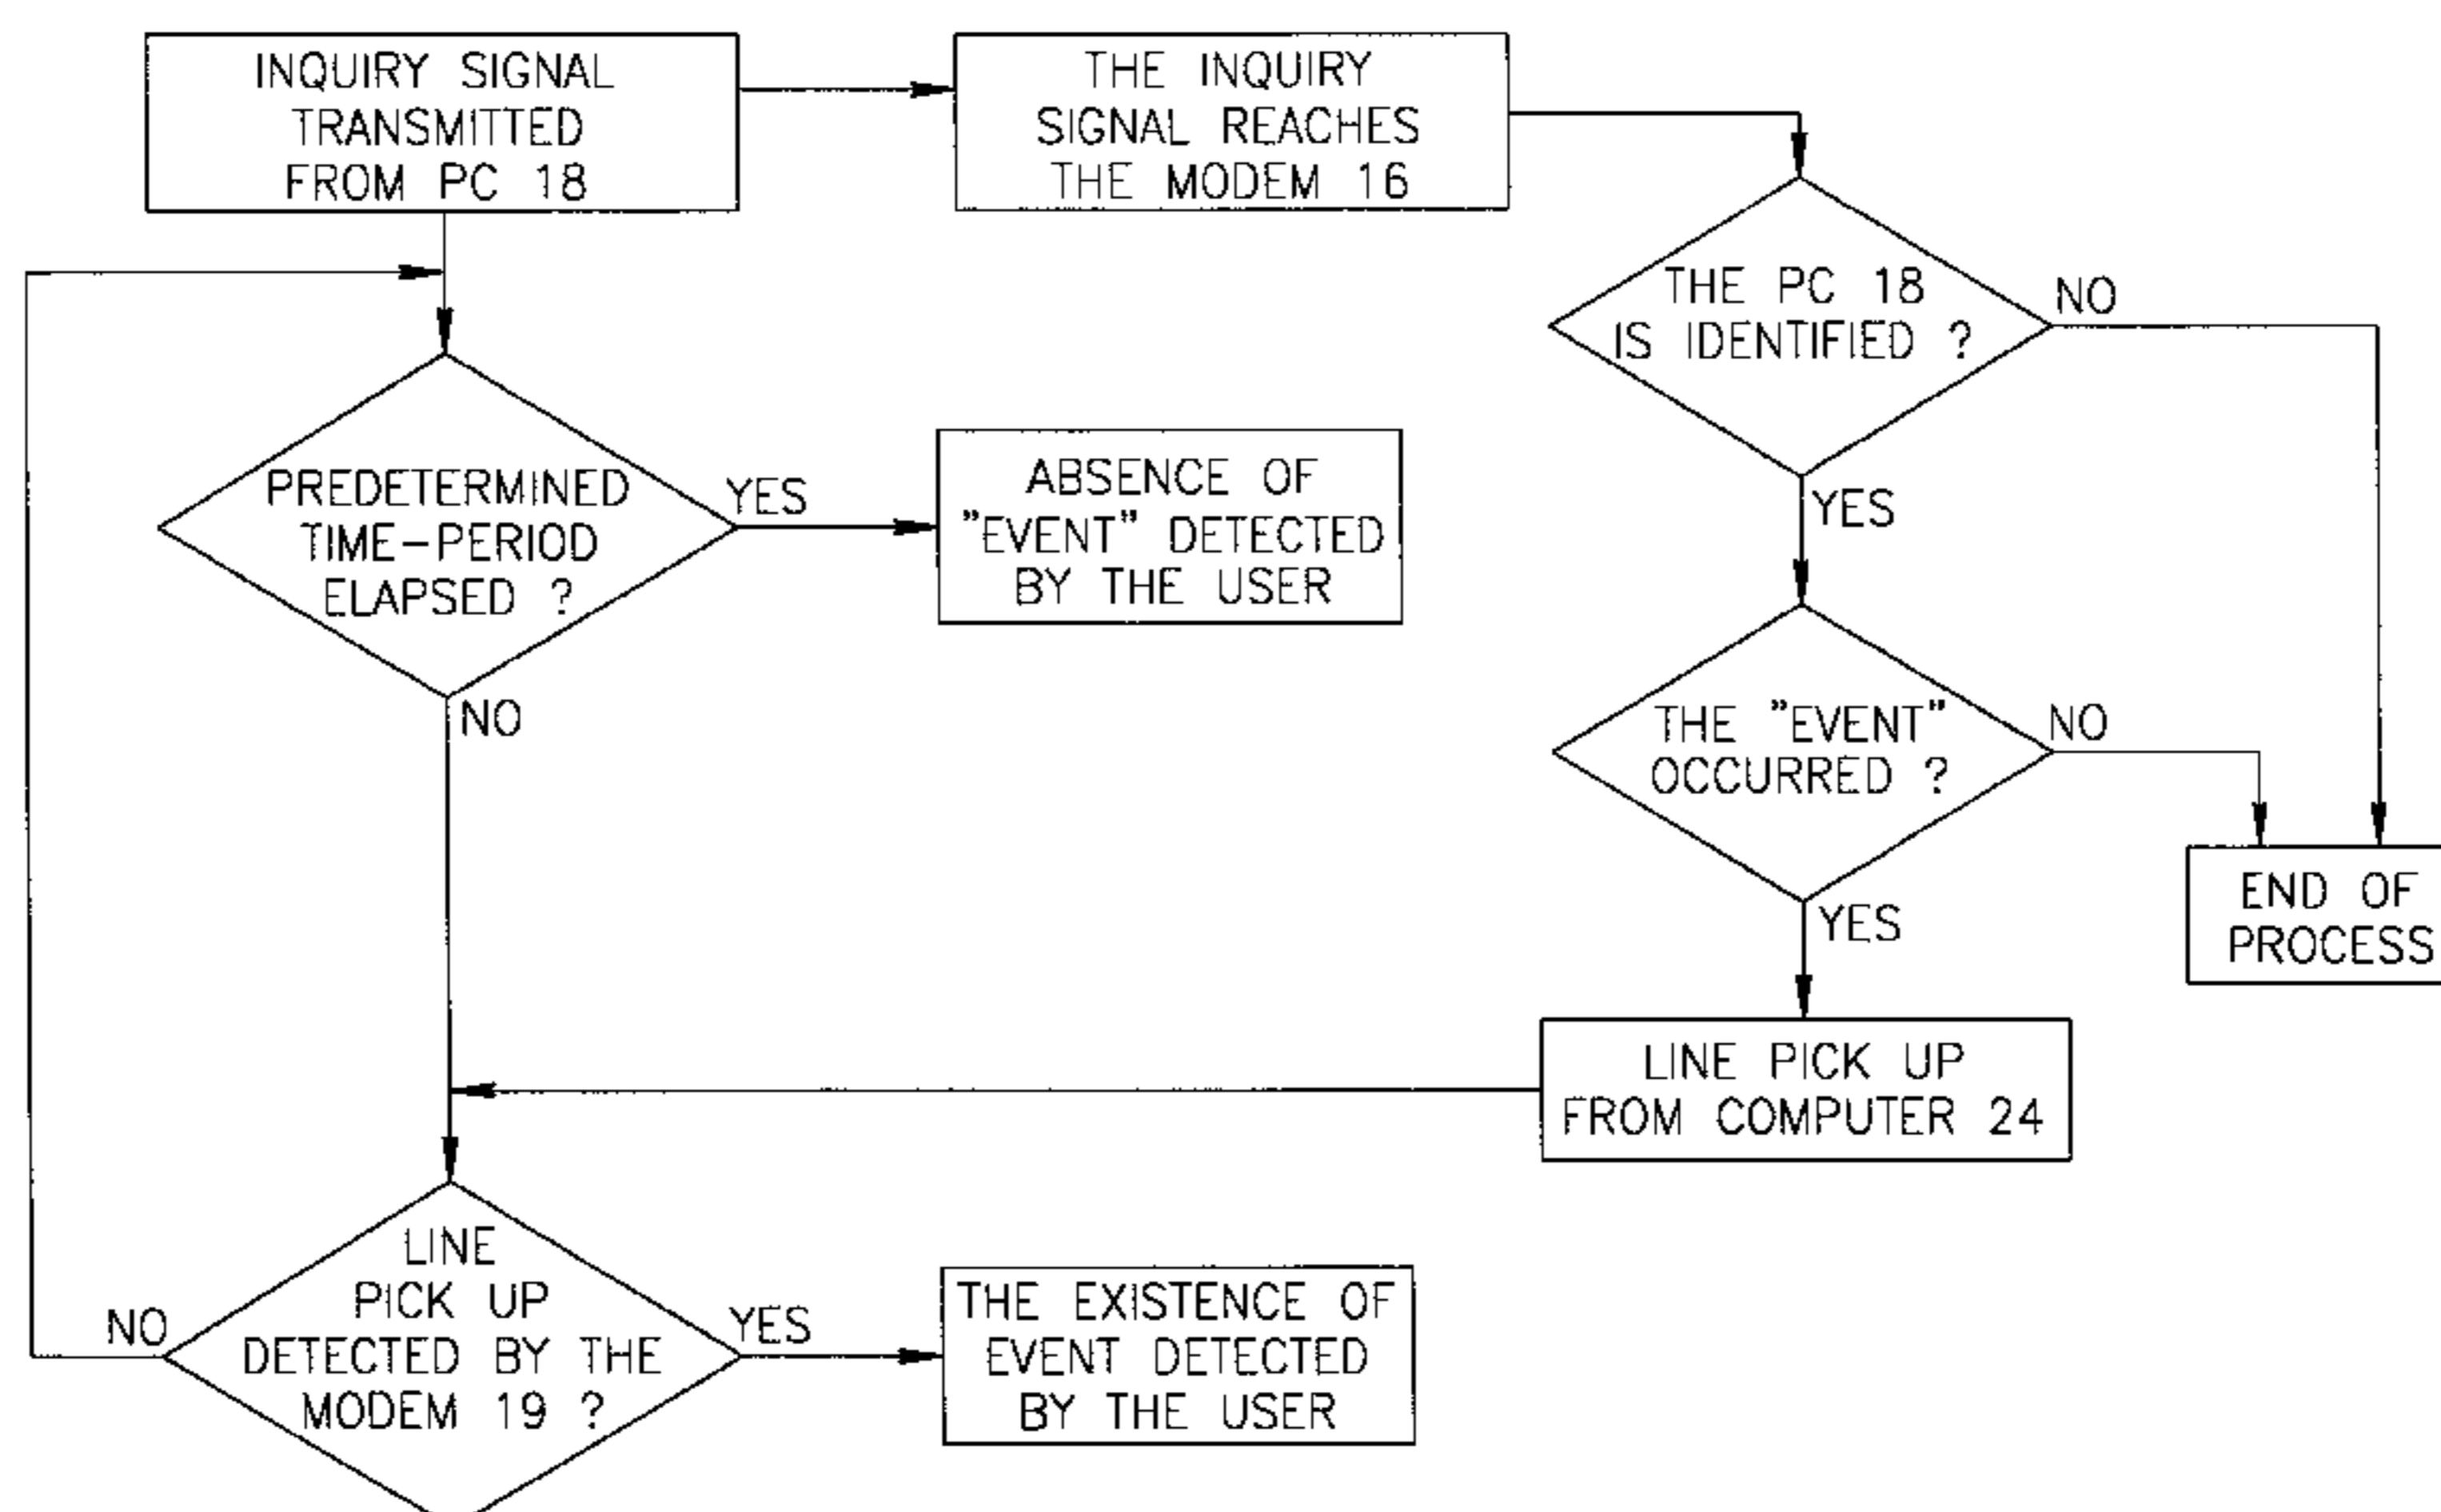 INQUIRY SIGNAL
TRANSMITTED
FROM PC 18
THE INQUIRY
SIGNAL REACHES
THE MODEM 16
THE PC 18
IS IDENTIFIED ?
NO
YES
PREDETERMINED
TIME-PERIOD
ELAPSED ?
YES
NO
ABSENCE OF
"EVENT" DETECTED
BY THE USER
THE "EVENT"
OCCURRED ?
NO
YES
END OF
PROCESS
LINE PICK UP
FROM COMPUTER 24
LINE
PICK UP
DETECTED BY THE
MODEM 19 ?
NO
YES
THE EXISTENCE OF
EVENT DETECTED
BY THE USER